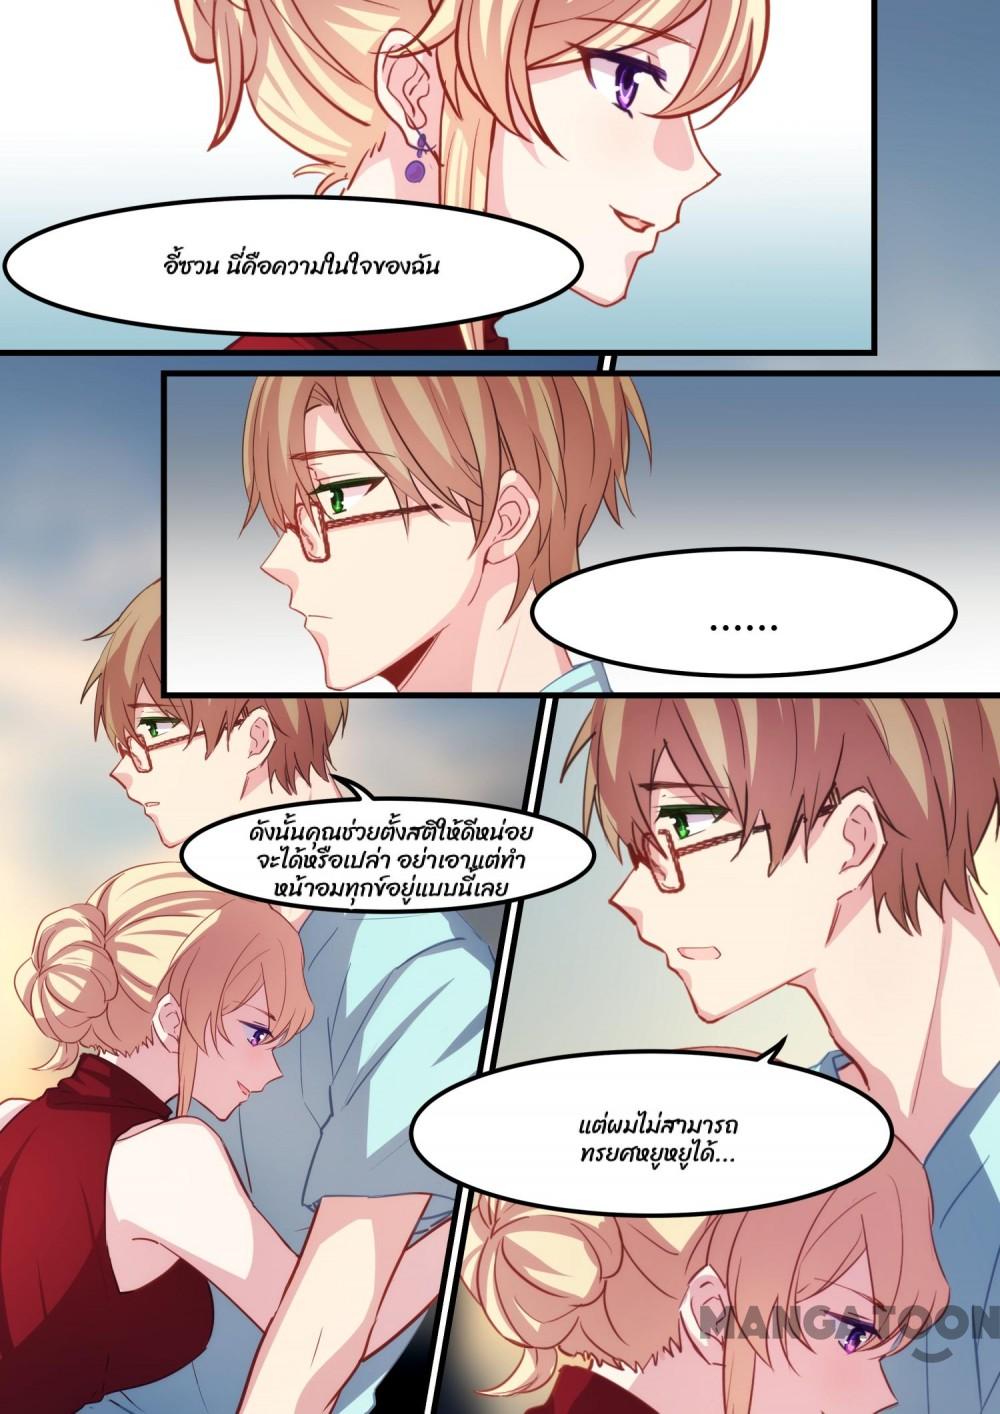 อี้ซวน นี่คือความในใจของฉัน
......
ดังนั้นคุณช่วยตั้งสติให้ดีหน่อย
จะได้หรือเปล่า อย่าเอาแต่ทำ
หน้าอมทุกข์อยู่แบบนี้เลย
แต่ผมไม่สามารถ
ทรยศหยูหยูได้...
MANGATOON